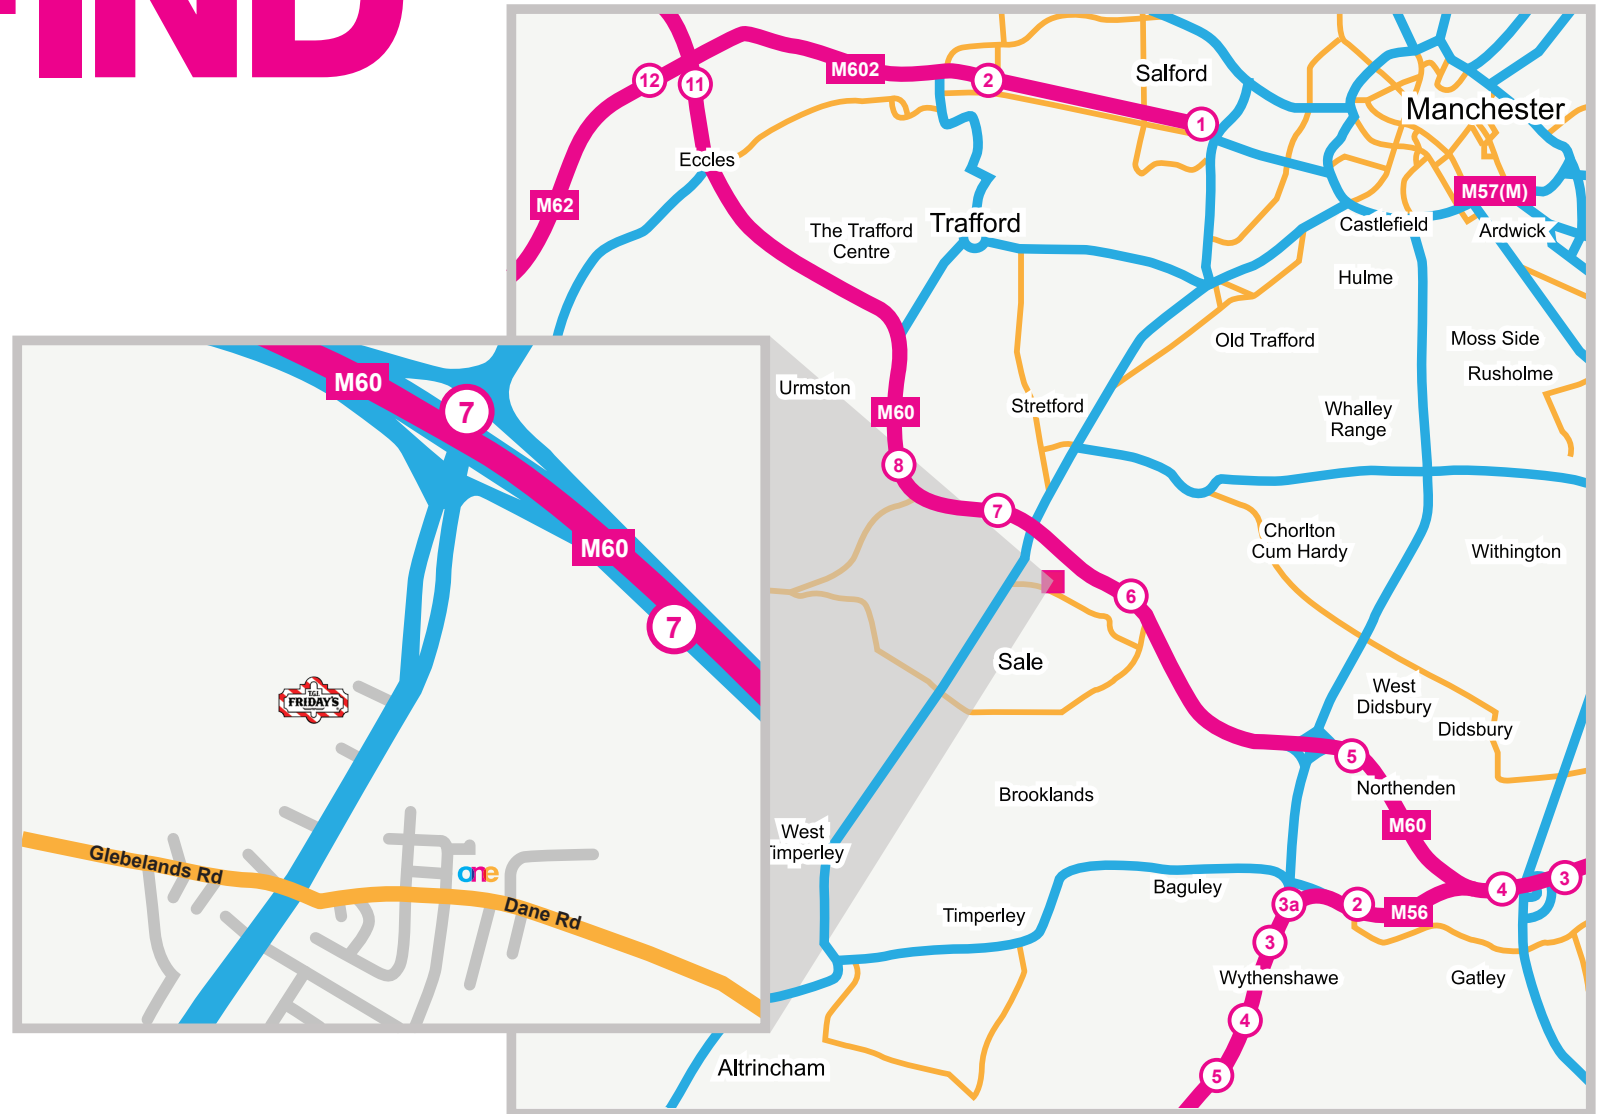 FIND
12
11
M602
2
Salford
1
Manchester
Eccles
M62
M57(M)
The Trafford
Centre
Trafford
Castlefield
Ardwick
Hulme
Old Trafford
Moss Side
Rusholme
Urmston
M60
Stretford
Whalley
Range
8
7
Chorlton
Cum Hardy
Withington
6
Sale
West
Didsbury
Didsbury
5
Northenden
Brooklands
M60
West
Timperley
Baguley
4
3
3a
2
M56
Timperley
3
Wythenshawe
Gatley
4
5
Altrincham
M60
7
M60
7
T.G.I.
FRIDAY'S
Glebelands Rd
one
Dane Rd